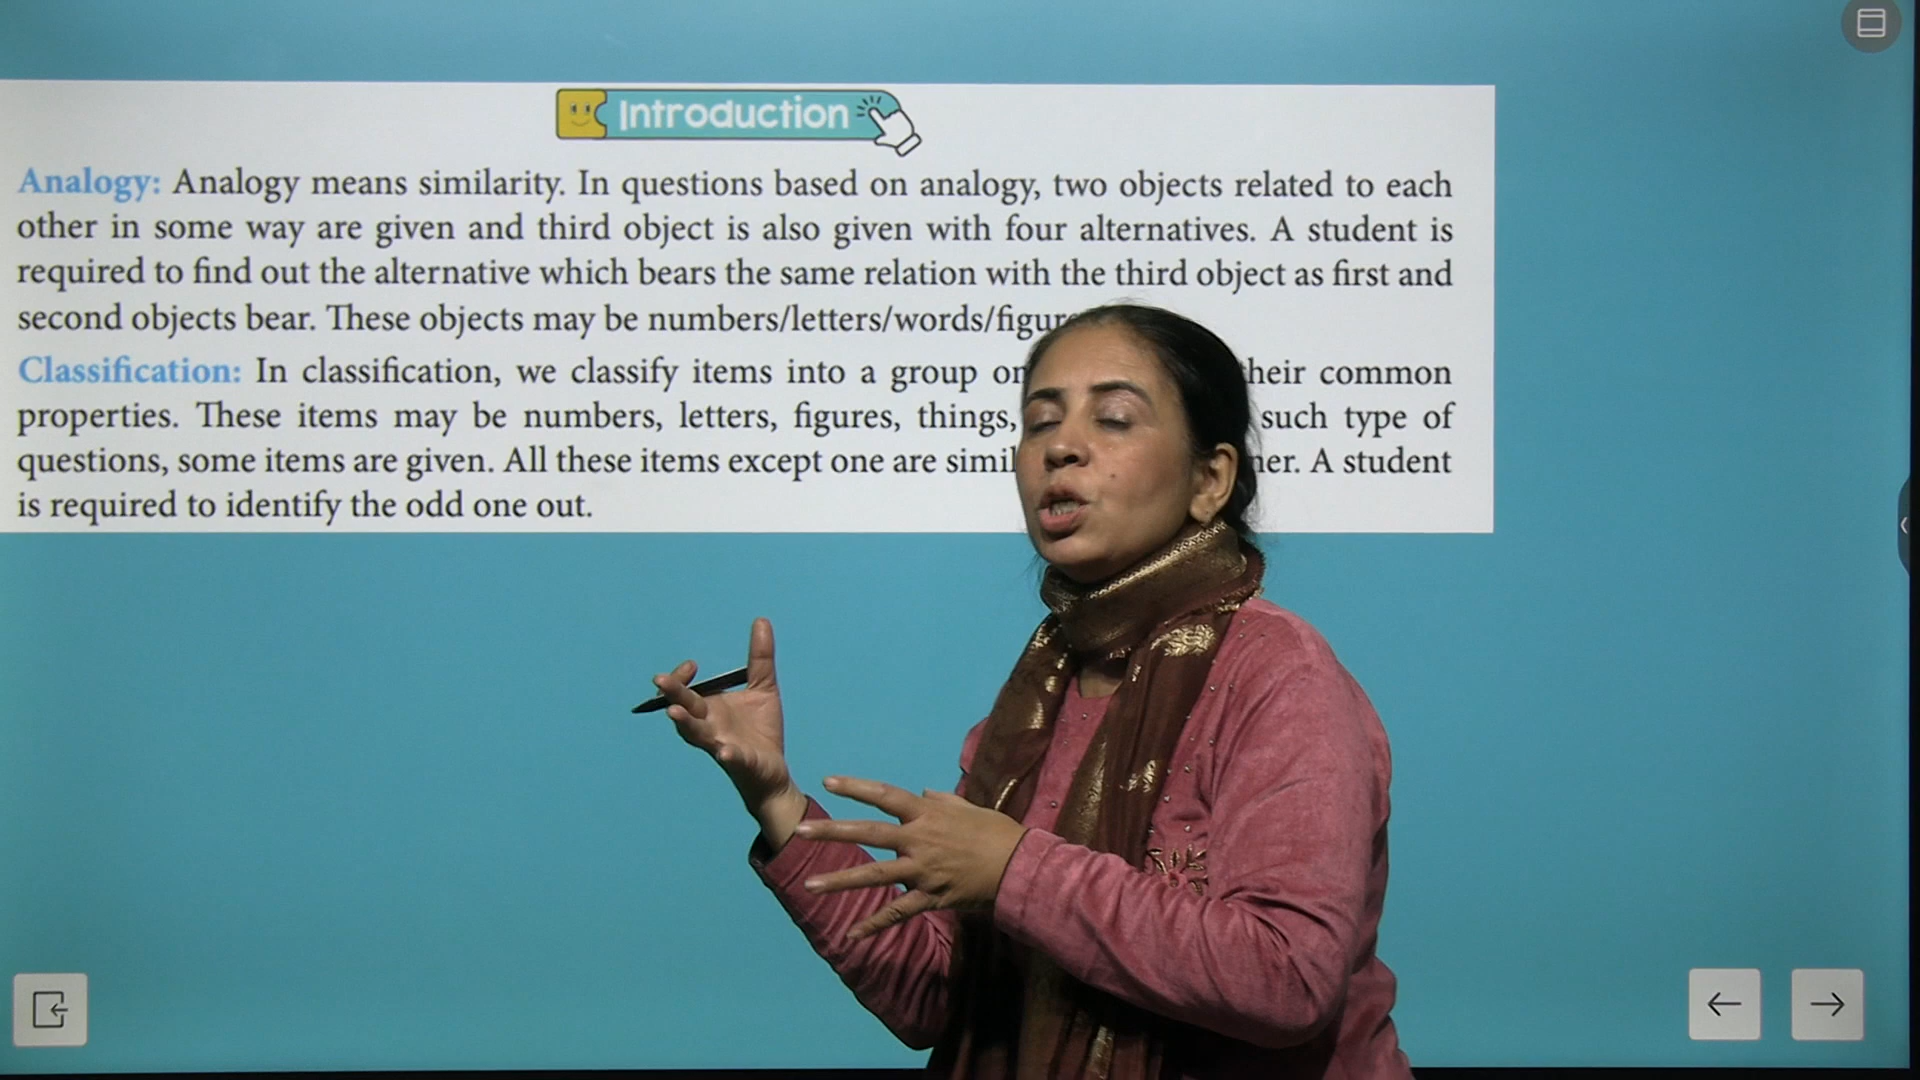 Introduction
Analogy: Analogy means similarity. In questions based on analogy, two objects related to each
other in some way are given and third object is also given with four alternatives. A student is
required to find out the alternative which bears the same relation with the third object as first and
second objects bear. These objects may be numbers/letters/words/figur
Classification: In classification, we classify items into a group on heir common
properties. These items may be numbers, letters, figures, things, such type of
questions, some items are given. All these items except one are simil her. A student
is required to identify the odd one out.